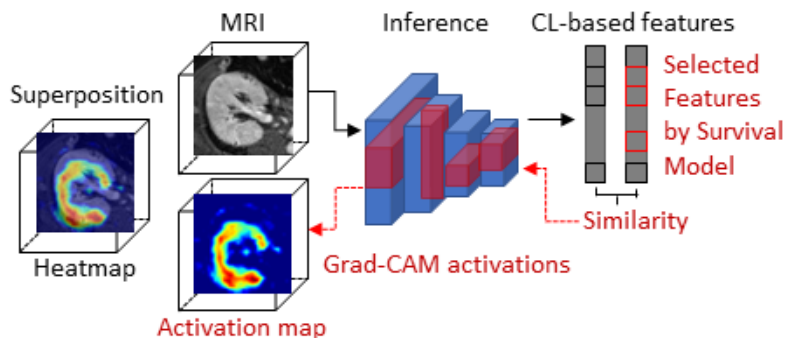 MRI
Inference
CL-based features
Superposition
Selected
Features
by Survival
Model
Similarity
Heatmap
Grad-CAM activations
Activation map